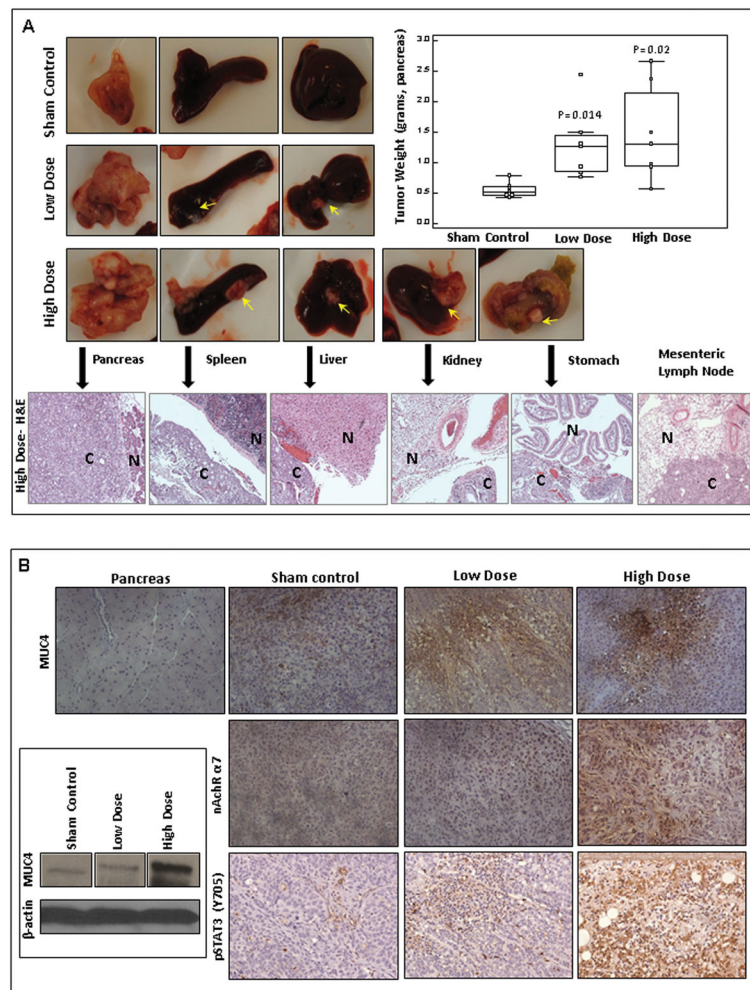 A
Sham Control
Low Dose
High Dose
Tumor Weight (grams, pancreas)
3.0
2.5
2.0
1.5
1.0
0.5
0.0
P=0.014
P=0.02
Sham Control
Low Dose
High Dose
Pancreas
Spleen
Liver
Kidney
Stomach
Mesenteric
Lymph Node
High Dose- H&E
C
N
C
N
C
N
N
C
N
C
N
C
B
Pancreas
Sham control
Low Dose
High Dose
MUC4
nAchR α7
pSTAT3 (Y705)
Sham Control
Low Dose
High Dose
MUC4
β-actin